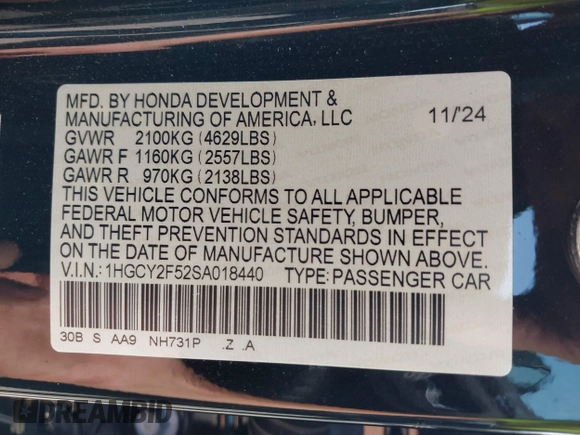 MFD. BY HONDA DEVELOPMENT &
MANUFACTURING OF AMERICA, LLC 11/'24
GVWR 2100KG (4629LBS)
GAWR F 1160KG (2557LBS)
GAWR R 970KG (2138LBS)
THIS VEHICLE CONFORMS TO ALL APPLICABLE
FEDERAL MOTOR VEHICLE SAFETY, BUMPER,
AND THEFT PREVENTION STANDARDS IN EFFECT
ON THE DATE OF MANUFACTURE SHOWN ABOVE.
V.I.N.: 1HGCY2F52SA018440 TYPE: PASSENGER CAR
30B S AA9 NH731P .Z .A
DREAMBID